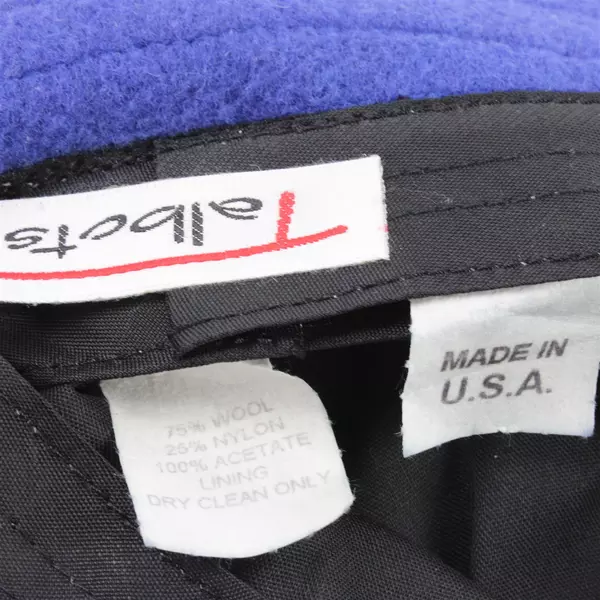 Talbots
75% WOOL
25% NYLON
100% ACETATE
LINING
DRY CLEAN ONLY
MADE IN
U.S.A.